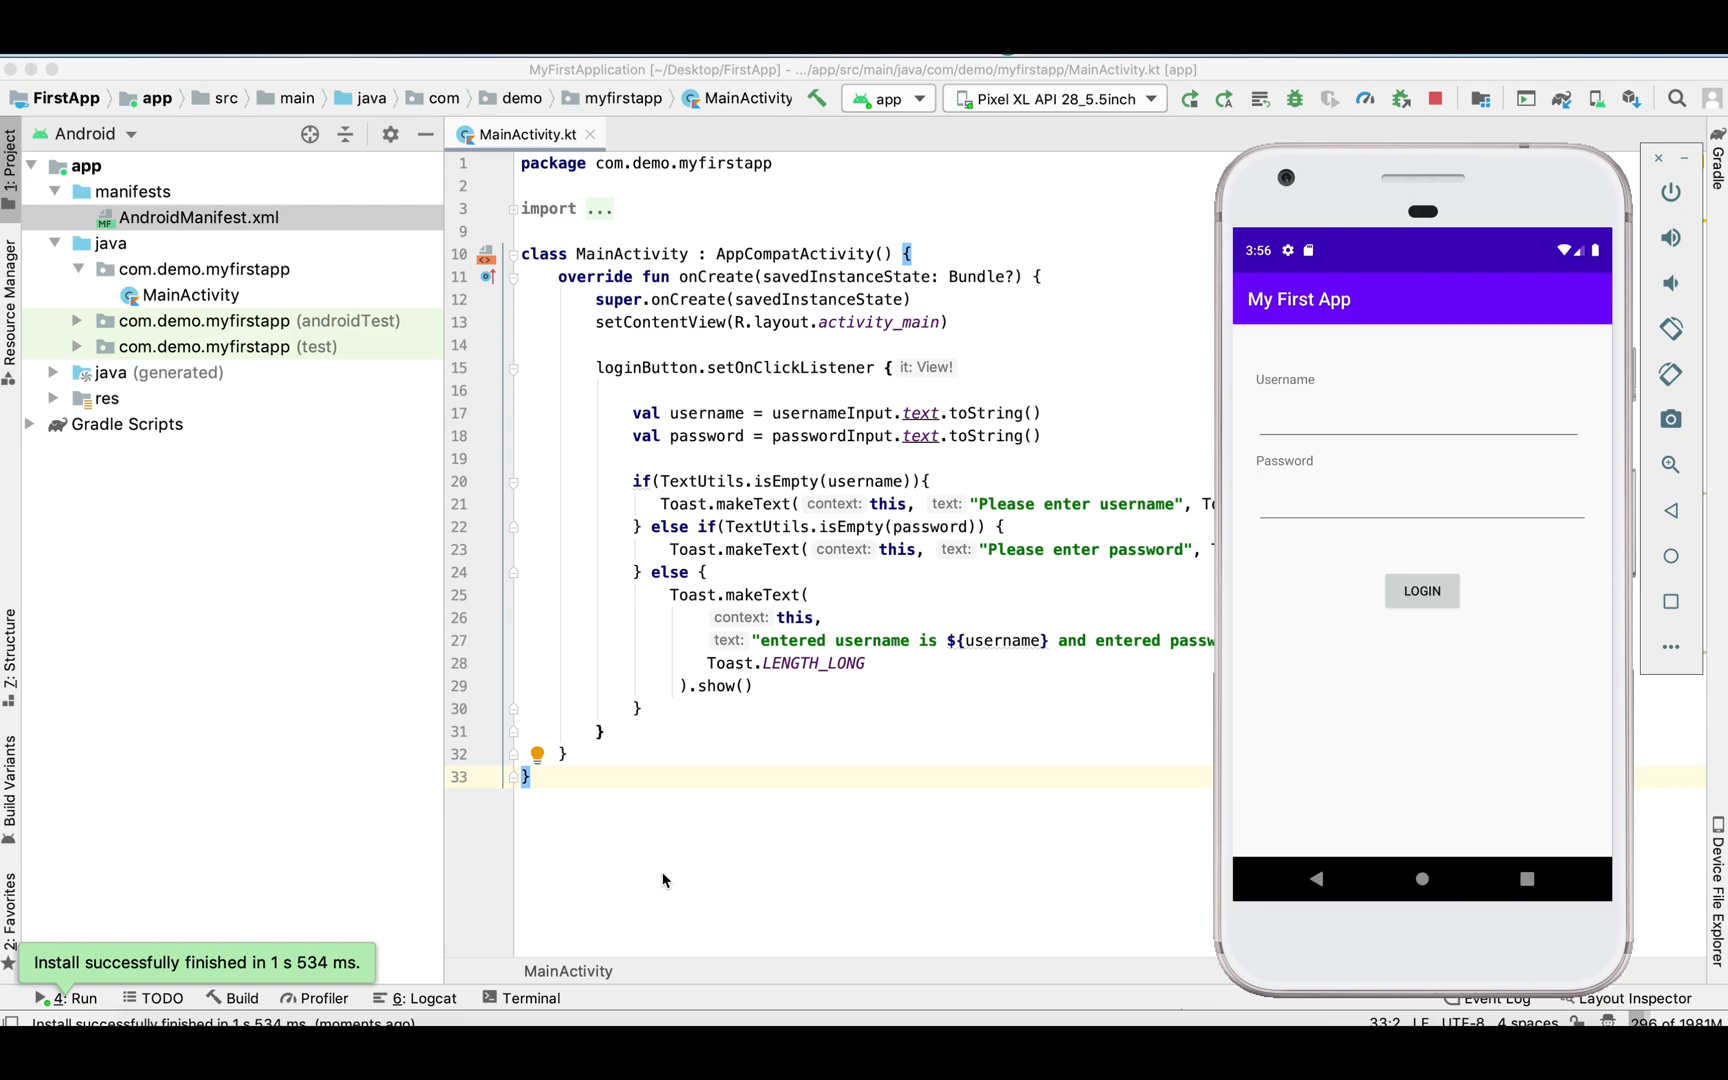 MyFirstApplication [~/Desktop/FirstApp] - .../app/src/main/java/com/demo/myfirstapp/MainActivity.kt [app]
FirstApp app src main java com demo myfirstapp MainActivity app Pixel XL API 28_5.5inch
Android
MainActivity.kt
1: Project
Resource Manager
Z: Structure
Build Variants
2: Favorites
app
manifests
MF AndroidManifest.xml
java
com.demo.myfirstapp
MainActivity
com.demo.myfirstapp (androidTest)
com.demo.myfirstapp (test)
java (generated)
res
Gradle Scripts
1 package com.demo.myfirstapp
2
3 import ...
9
10 class MainActivity : AppCompatActivity() {
11 override fun onCreate(savedInstanceState: Bundle?) {
12 super.onCreate(savedInstanceState)
13 setContentView(R.layout.activity_main)
14
15 loginButton.setOnClickListener { it: View!
16
17 val username = usernameInput.text.toString()
18 val password = passwordInput.text.toString()
19
20 if(TextUtils.isEmpty(username)){
21 Toast.makeText( context: this, text: "Please enter username", To
22 } else if(TextUtils.isEmpty(password)) {
23 Toast.makeText( context: this, text: "Please enter password",
24 } else {
25 Toast.makeText(
26 context: this,
27 text: "entered username is ${username} and entered passw
28 Toast.LENGTH_LONG
29 ).show()
30 }
31 }
32 }
33 }
MainActivity
3:56
My First App
Username
Password
LOGIN
Gradle
Device File Explorer
Install successfully finished in 1 s 534 ms.
4: Run TODO Build Profiler 6: Logcat Terminal Event Log Layout Inspector
Install successfully finished in 1 s 534 ms. (moments ago) 33:2 LF UTF-8 4 spaces 296 of 1981M